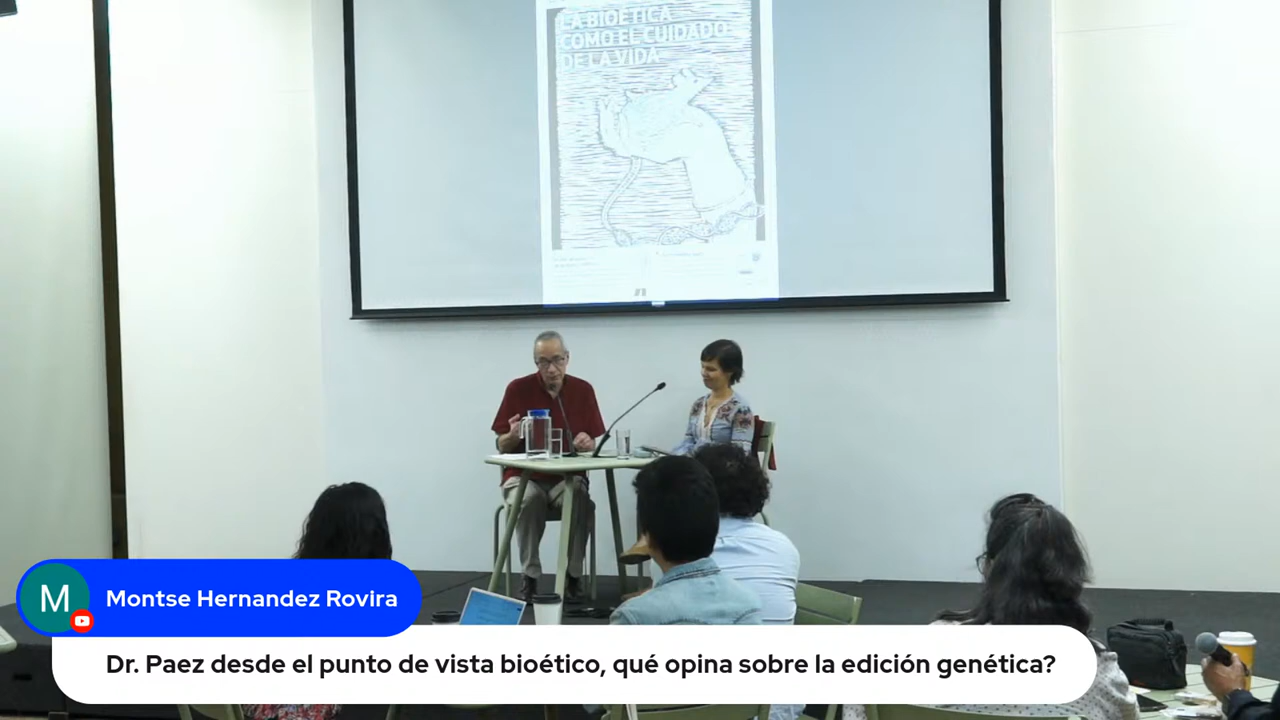 LA BIOÉTICA
COMO EL CUIDADO
DE LA VIDA
M
Montse Hernandez Rovira
Dr. Paez desde el punto de vista bioético, qué opina sobre la edición genética?